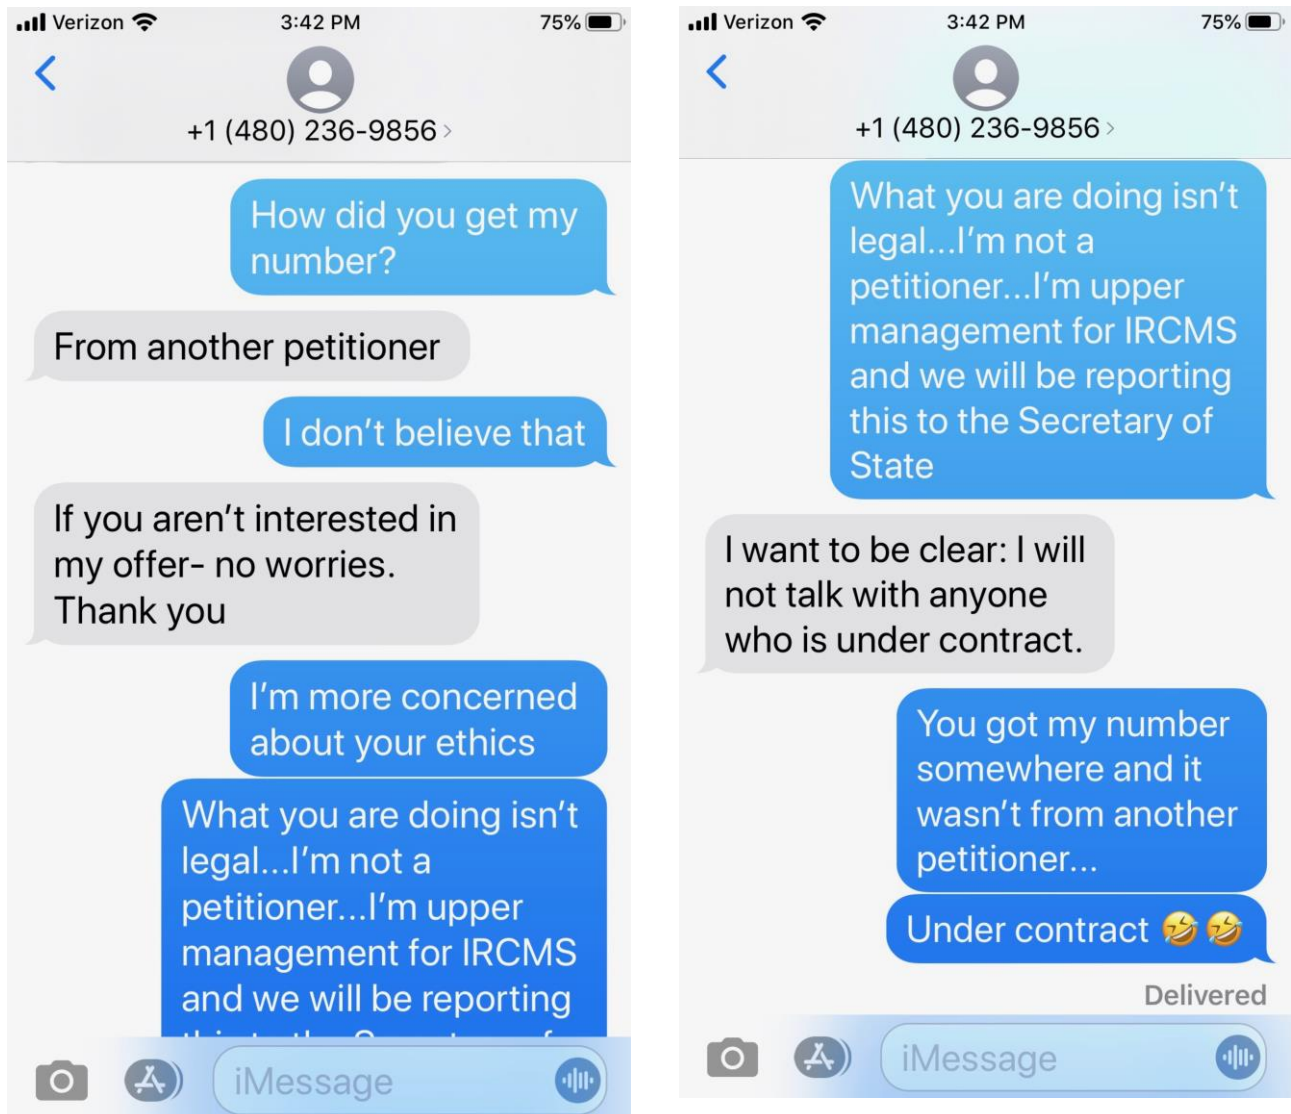 Verizon 3:42 PM 75%
+1 (480) 236-9856
How did you get my
number?
From another petitioner
I don't believe that
If you aren't interested in
my offer- no worries.
Thank you
I'm more concerned
about your ethics
What you are doing isn't
legal...I'm not a
petitioner...I'm upper
management for IRCMS
and we will be reporting
this to the Secretary of
iMessage
Verizon 3:42 PM 75%
+1 (480) 236-9856
What you are doing isn't
legal...I'm not a
petitioner...I'm upper
management for IRCMS
and we will be reporting
this to the Secretary of
State
I want to be clear: I will
not talk with anyone
who is under contract.
You got my number
somewhere and it
wasn't from another
petitioner...
Under contract 🤣🤣
Delivered
iMessage